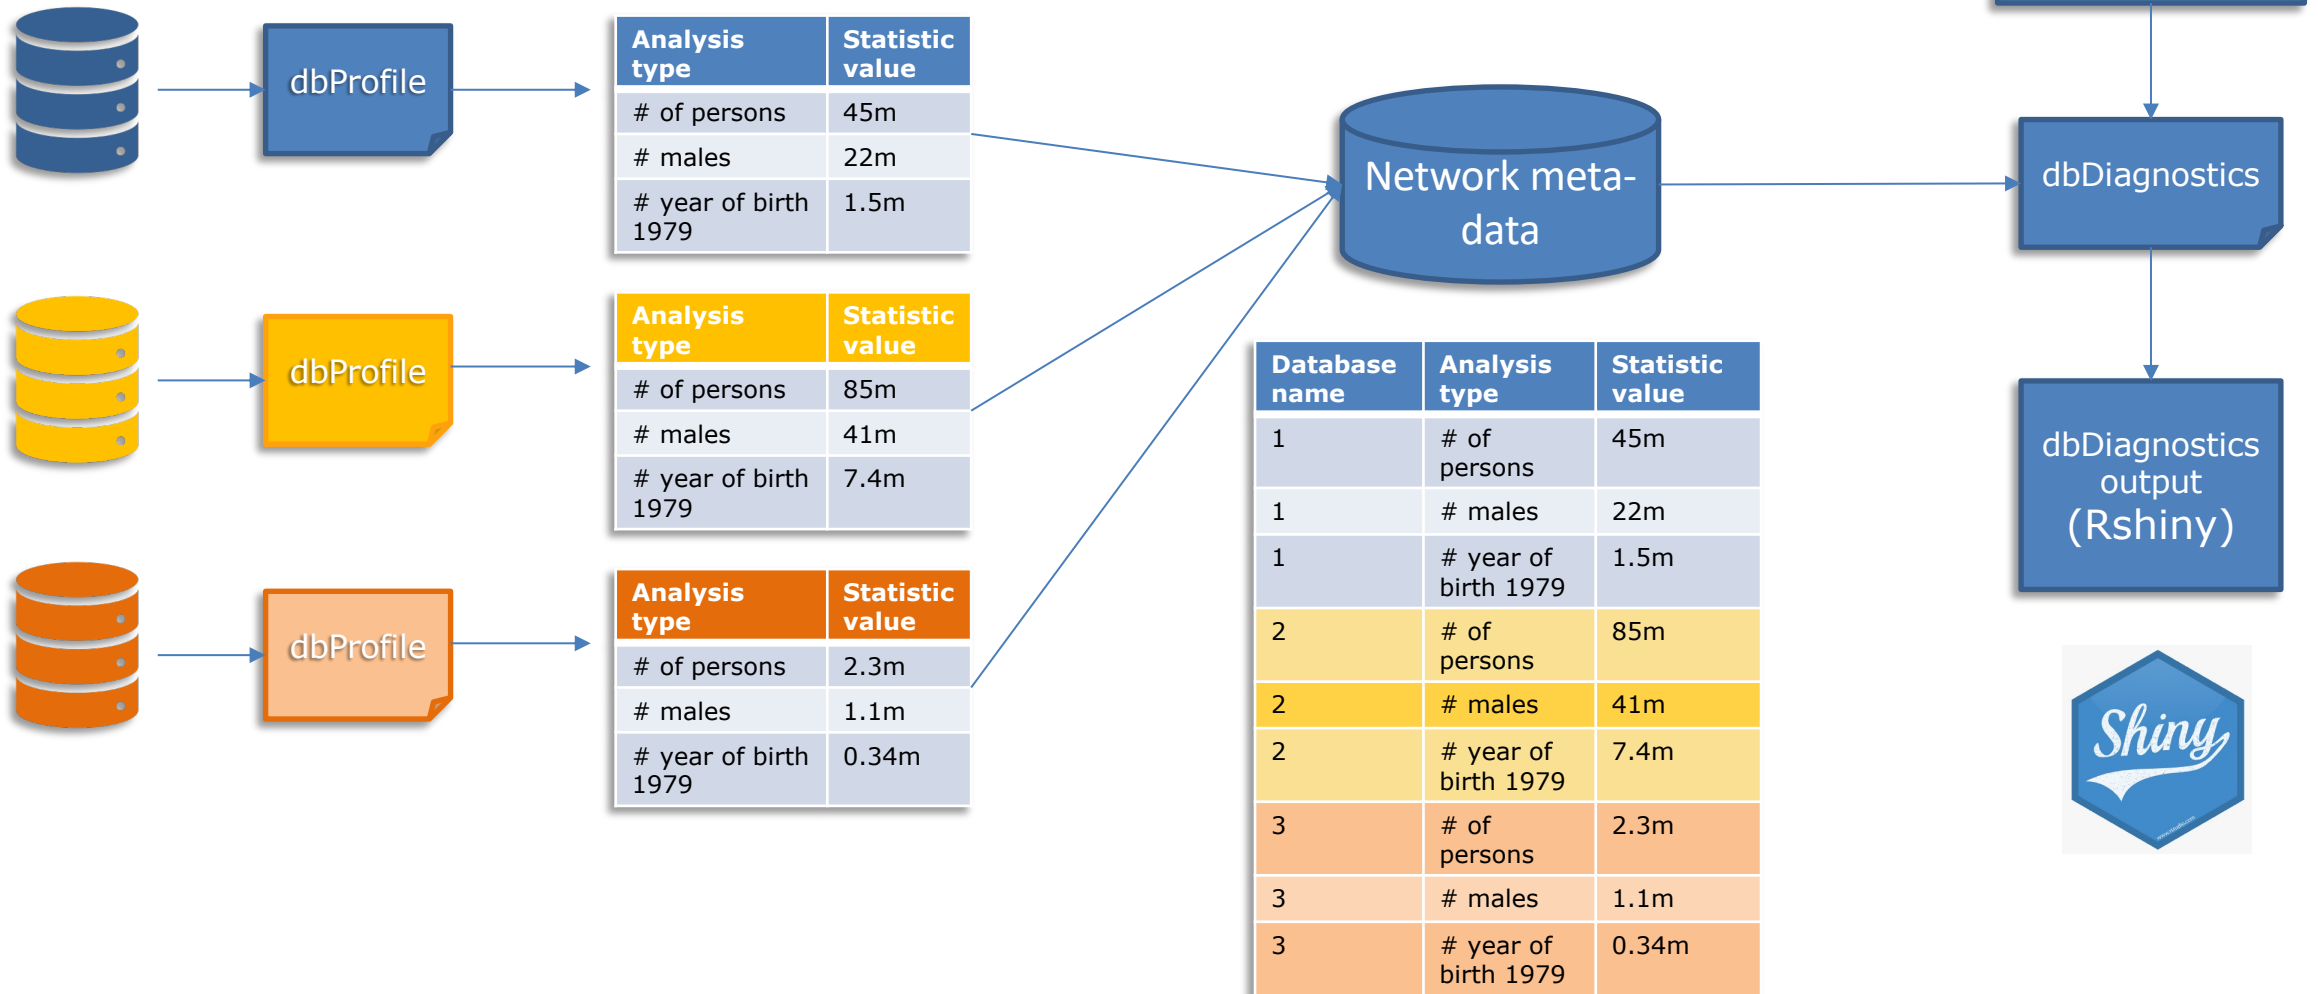 dbProfile
Analysis type
Statistic value
# of persons
45m
# males
22m
# year of birth 1979
1.5m
dbProfile
Analysis type
Statistic value
# of persons
85m
# males
41m
# year of birth 1979
7.4m
dbProfile
Analysis type
Statistic value
# of persons
2.3m
# males
1.1m
# year of birth 1979
0.34m
Network meta-
data
Database name
Analysis type
Statistic value
1
# of persons
45m
1
# males
22m
1
# year of birth 1979
1.5m
2
# of persons
85m
2
# males
41m
2
# year of birth 1979
7.4m
3
# of persons
2.3m
3
# males
1.1m
3
# year of birth 1979
0.34m
dbDiagnostics
dbDiagnostics
output
(Rshiny)
Shiny